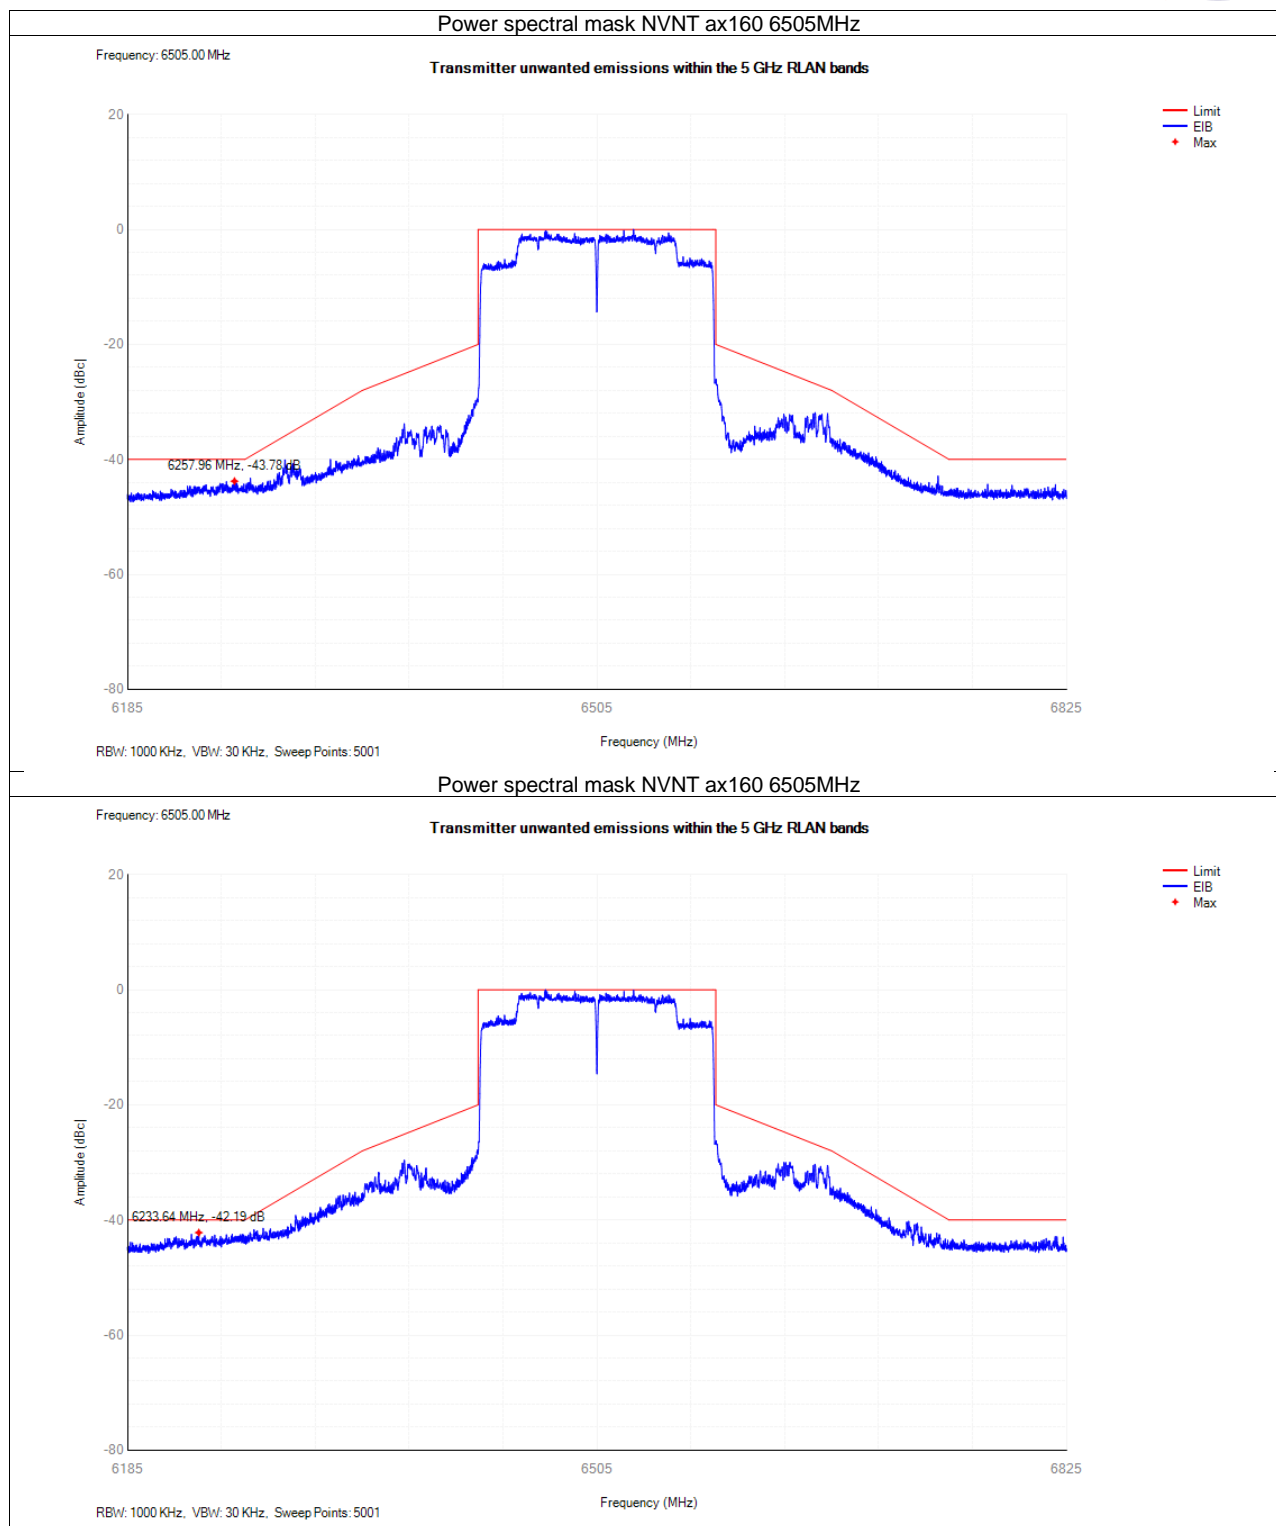 Power spectral mask NVNT ax160 6505MHz
Frequency: 6505.00 MHz
Transmitter unwanted emissions within the 5 GHz RLAN bands
Limit
EIB
Max
20
0
-20
-40
-60
-80
Amplitude (dBc|
6257.96 MHz, -43.78 dB
6185
6505
6825
Frequency (MHz)
RBW: 1000 KHz, VBW: 30 KHz, Sweep Points: 5001
Power spectral mask NVNT ax160 6505MHz
Frequency: 6505.00 MHz
Transmitter unwanted emissions within the 5 GHz RLAN bands
Limit
EIB
Max
20
0
-20
-40
-60
-80
Amplitude (dBc|
6233.64 MHz, -42.19 dB
6185
6505
6825
Frequency (MHz)
RBW: 1000 KHz, VBW: 30 KHz, Sweep Points: 5001